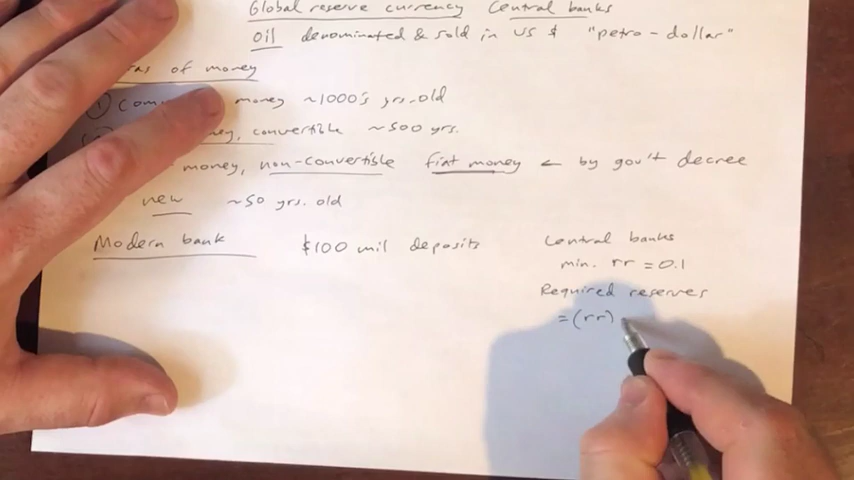 Global reserve currency Central banks
oil denominated & sold in US $ "petro-dollar"
of money
① money ~1000's yrs. old
convertible ~500 yrs.
money, non-convertible fiat money ← by gov't decree
new ~50 yrs. old
Modern bank $100 mil deposits
Central banks
min. rr = 0.1
Required reserves
= (rr)